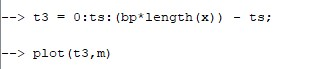 --> t3 = 0:ts:(bp*length(x)) - ts;
--> plot(t3,m)